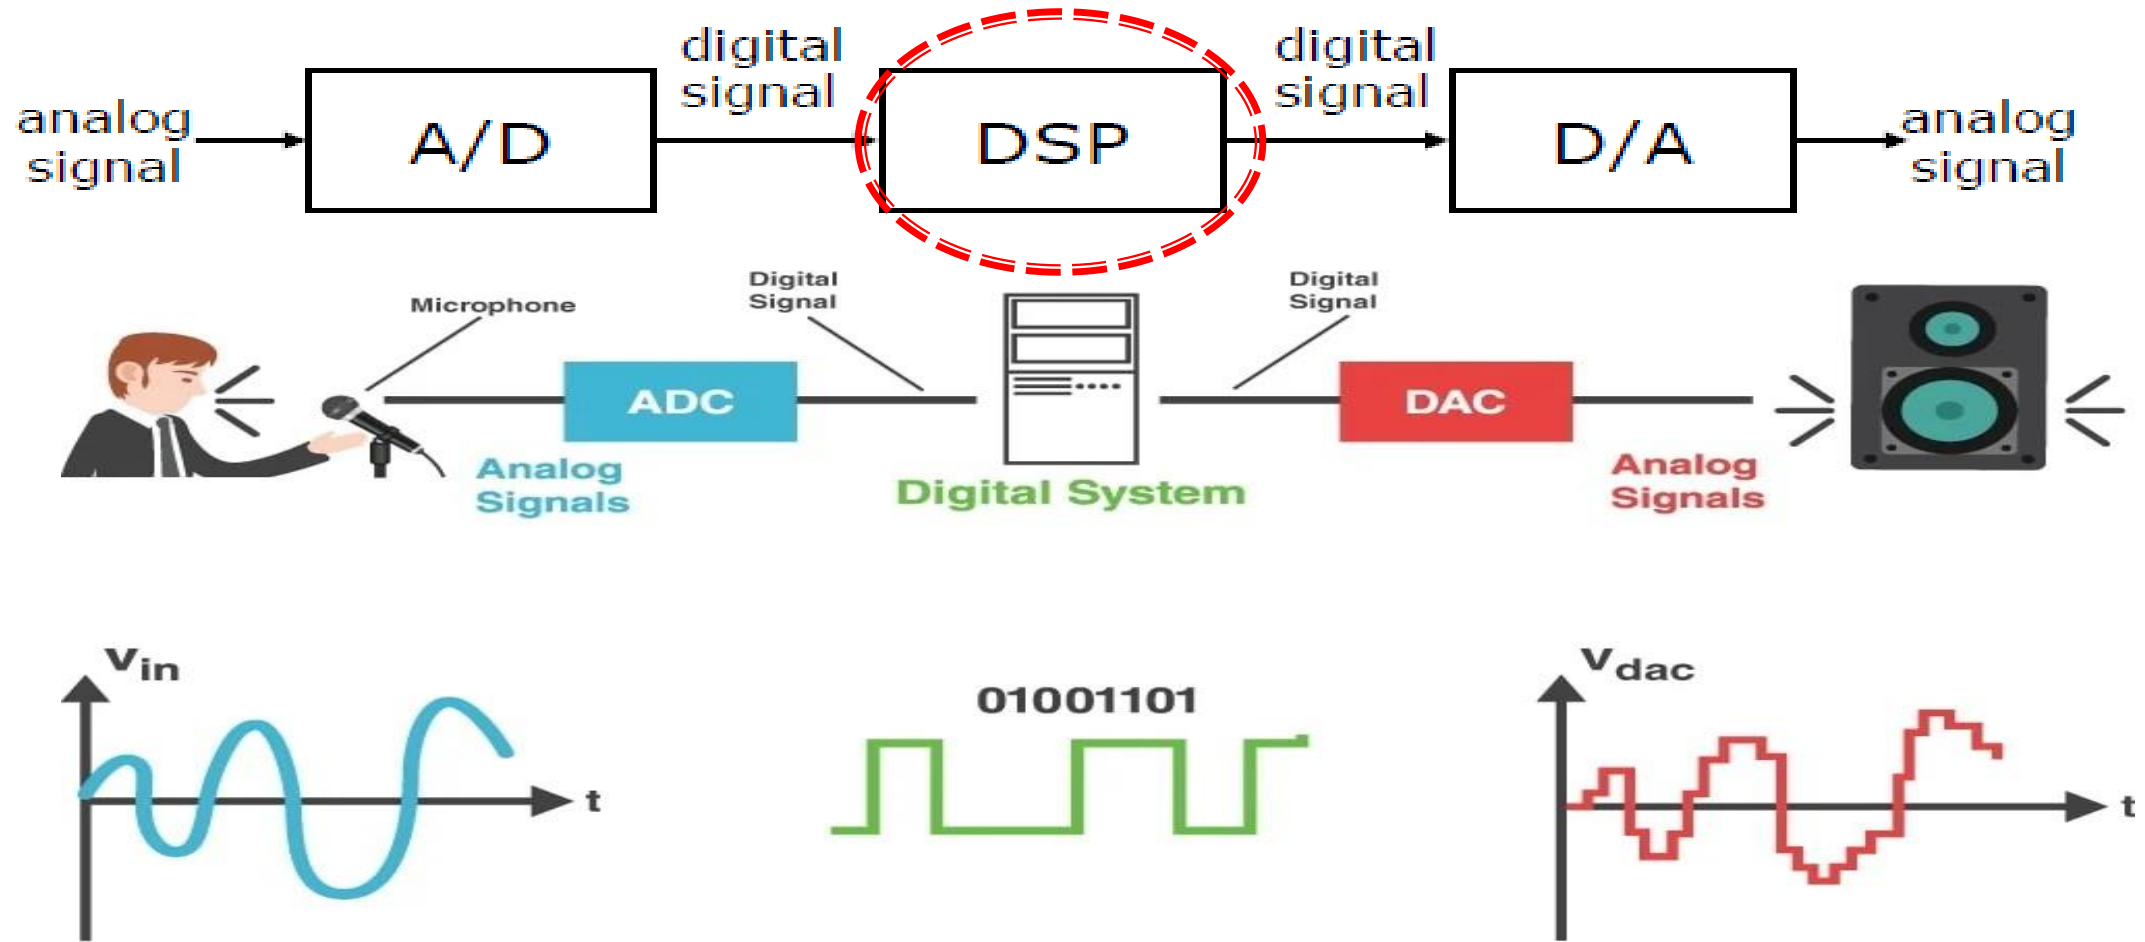 analog
signal
A/D
digital
signal
DSP
digital
signal
D/A
analog
signal
Microphone
Digital
Signal
Digital
Signal
ADC
DAC
Analog
Signals
Digital System
Analog
Signals
Vin
t
01001101
Vdac
t